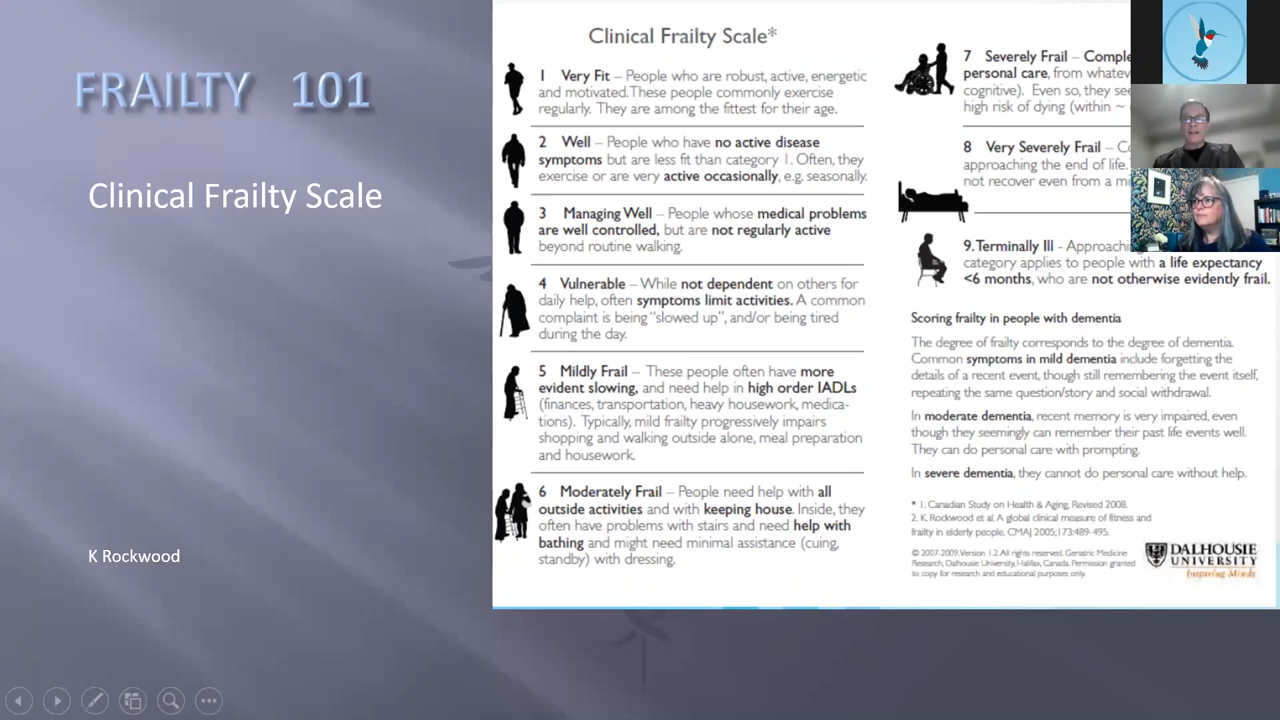 FRAILTY 101
Clinical Frailty Scale
K Rockwood
Clinical Frailty Scale*
1 Very Fit – People who are robust, active, energetic
and motivated. These people commonly exercise
regularly. They are among the fittest for their age.
2 Well – People who have no active disease
symptoms but are less fit than category 1. Often, they
exercise or are very active occasionally, e.g. seasonally.
3 Managing Well – People whose medical problems
are well controlled, but are not regularly active
beyond routine walking.
4 Vulnerable – While not dependent on others for
daily help, often symptoms limit activities. A common
complaint is being “slowed up”, and/or being tired
during the day.
5 Mildly Frail – These people often have more
evident slowing, and need help in high order IADLs
(finances, transportation, heavy housework, medica-
tions). Typically, mild frailty progressively impairs
shopping and walking outside alone, meal preparation
and housework.
6 Moderately Frail – People need help with all
outside activities and with keeping house. Inside, they
often have problems with stairs and need help with
bathing and might need minimal assistance (cuing,
standby) with dressing.
7 Severely Frail – Comple
personal care, from whatev
cognitive). Even so, they see
high risk of dying (within ~
8 Very Severely Frail – Co
approaching the end of life.
not recover even from a mi
9. Terminally Ill - Approaching
category applies to people with a life expectancy
<6 months, who are not otherwise evidently frail.
Scoring frailty in people with dementia
The degree of frailty corresponds to the degree of dementia.
Common symptoms in mild dementia include forgetting the
details of a recent event, though still remembering the event itself,
repeating the same question/story and social withdrawal.
In moderate dementia, recent memory is very impaired, even
though they seemingly can remember their past life events well.
They can do personal care with prompting.
In severe dementia, they cannot do personal care without help.
* 1. Canadian Study on Health & Aging, Revised 2008.
2. K. Rockwood et al. A global clinical measure of fitness and
frailty in elderly people. CMAJ 2005;173:489-495.
© 2007-2009. Version 1.2. All rights reserved. Geriatric Medicine
Research, Dalhousie University, Halifax, Canada. Permission granted
to copy for research and educational purposes only.
DALHOUSIE
UNIVERSITY
Inspiring Minds